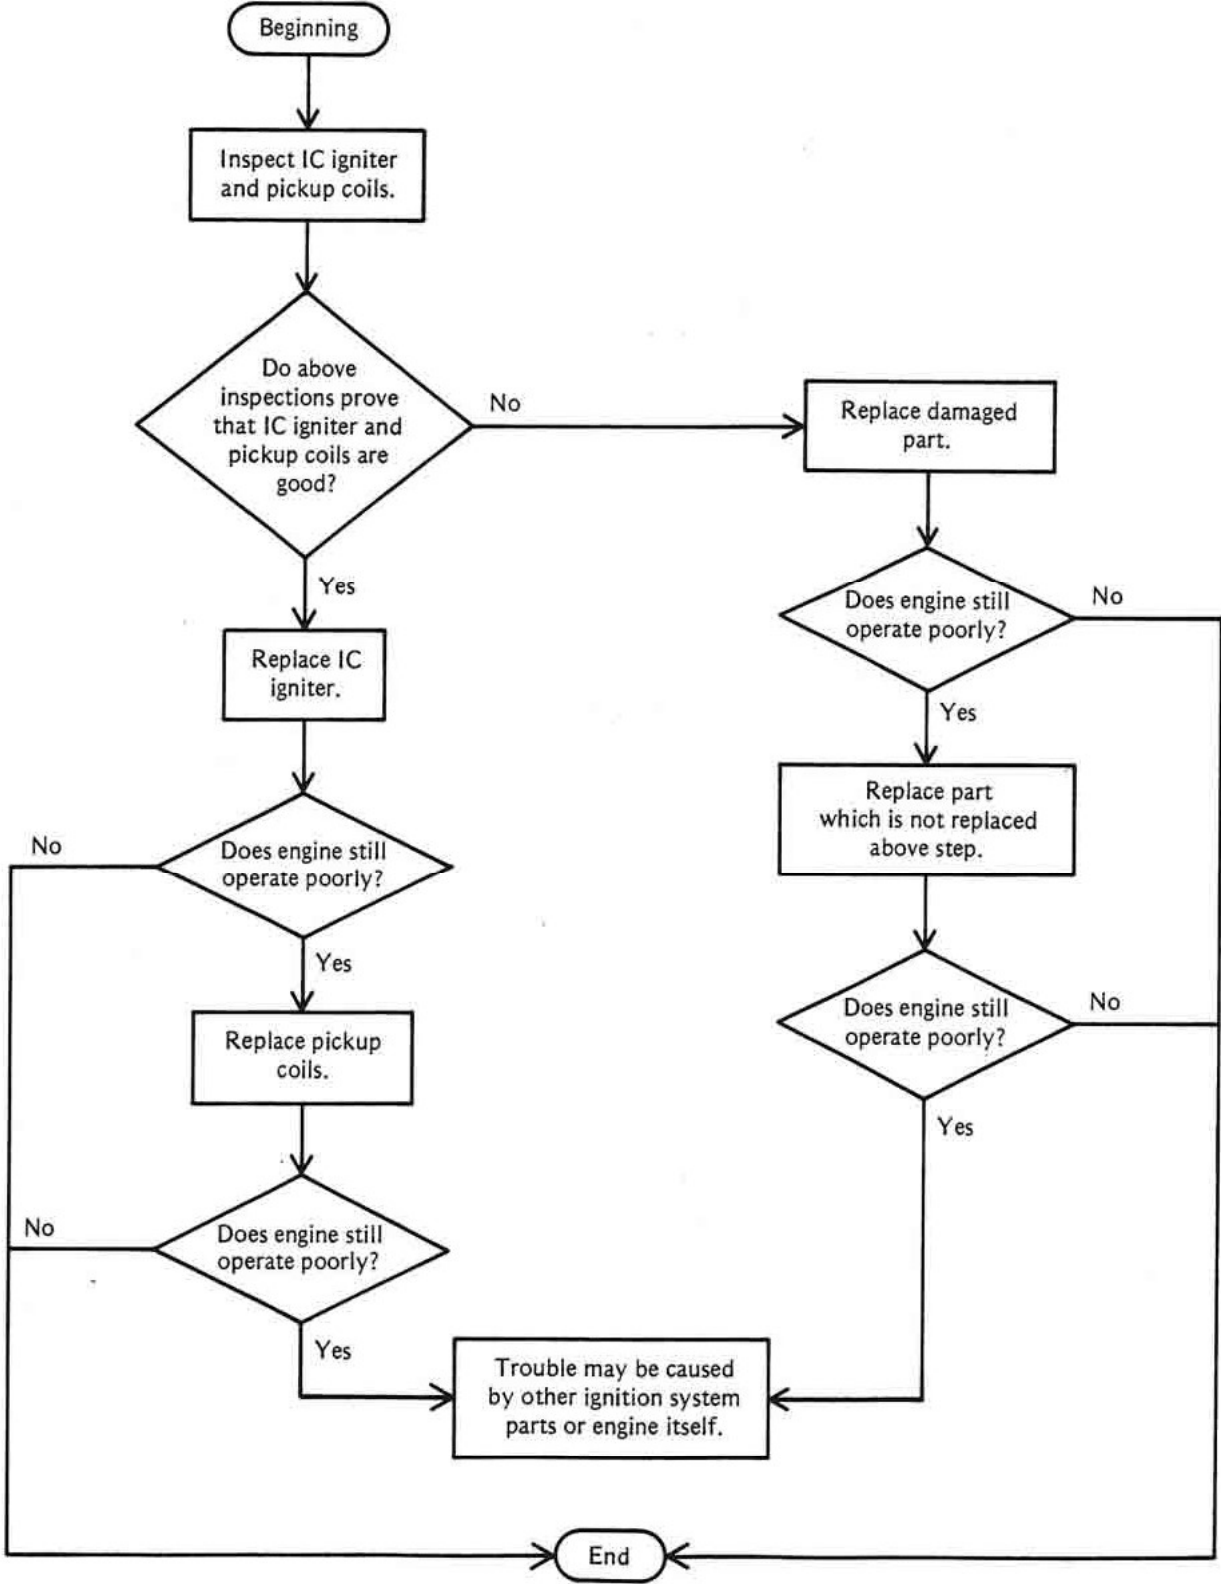 Beginning
Inspect IC igniter
and pickup coils.
Do above
inspections prove
that IC igniter and
pickup coils are
good?
No
Yes
Replace damaged
part.
Does engine still
operate poorly?
No
Yes
Replace part
which is not replaced
above step.
Does engine still
operate poorly?
No
Yes
Replace IC
igniter.
Does engine still
operate poorly?
No
Yes
Replace pickup
coils.
Does engine still
operate poorly?
No
Yes
Trouble may be caused
by other ignition system
parts or engine itself.
End